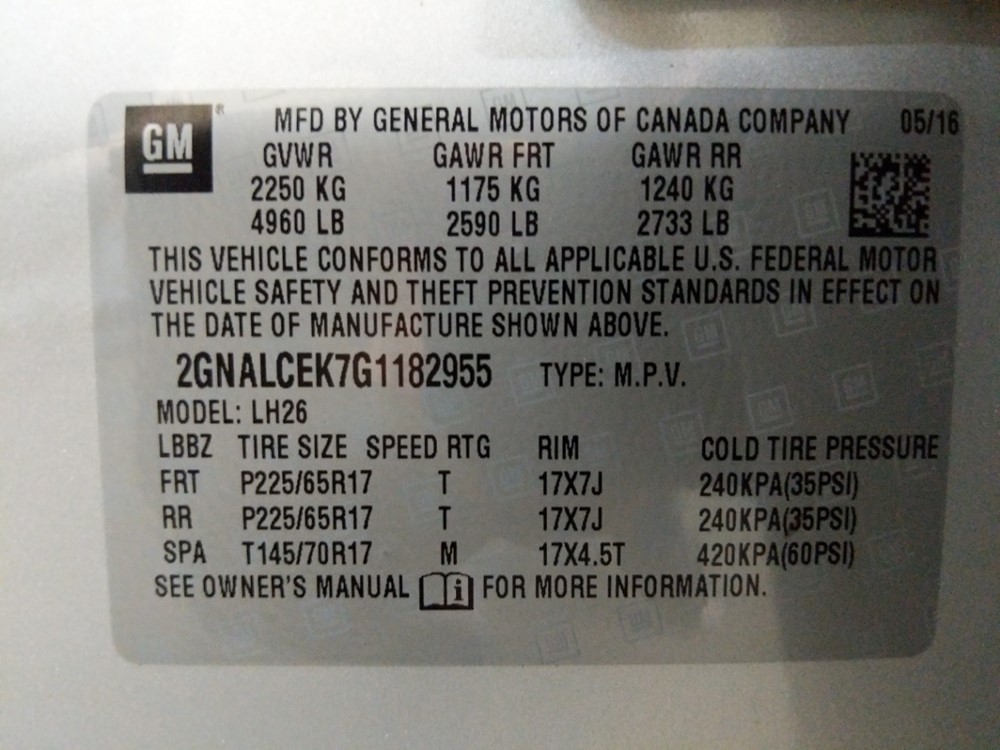 GM® MFD BY GENERAL MOTORS OF CANADA COMPANY 05/16
GVWR GAWR FRT GAWR RR
2250 KG 1175 KG 1240 KG
4960 LB 2590 LB 2733 LB
THIS VEHICLE CONFORMS TO ALL APPLICABLE U.S. FEDERAL MOTOR
VEHICLE SAFETY AND THEFT PREVENTION STANDARDS IN EFFECT ON
THE DATE OF MANUFACTURE SHOWN ABOVE.
2GNALCEK7G1182955 TYPE: M.P.V.
MODEL: LH26
LBBZ TIRE SIZE SPEED RTG RIM COLD TIRE PRESSURE
FRT P225/65R17 T 17X7J 240KPA(35PSI)
RR P225/65R17 T 17X7J 240KPA(35PSI)
SPA T145/70R17 M 17X4.5T 420KPA(60PSI)
SEE OWNER'S MANUAL FOR MORE INFORMATION.